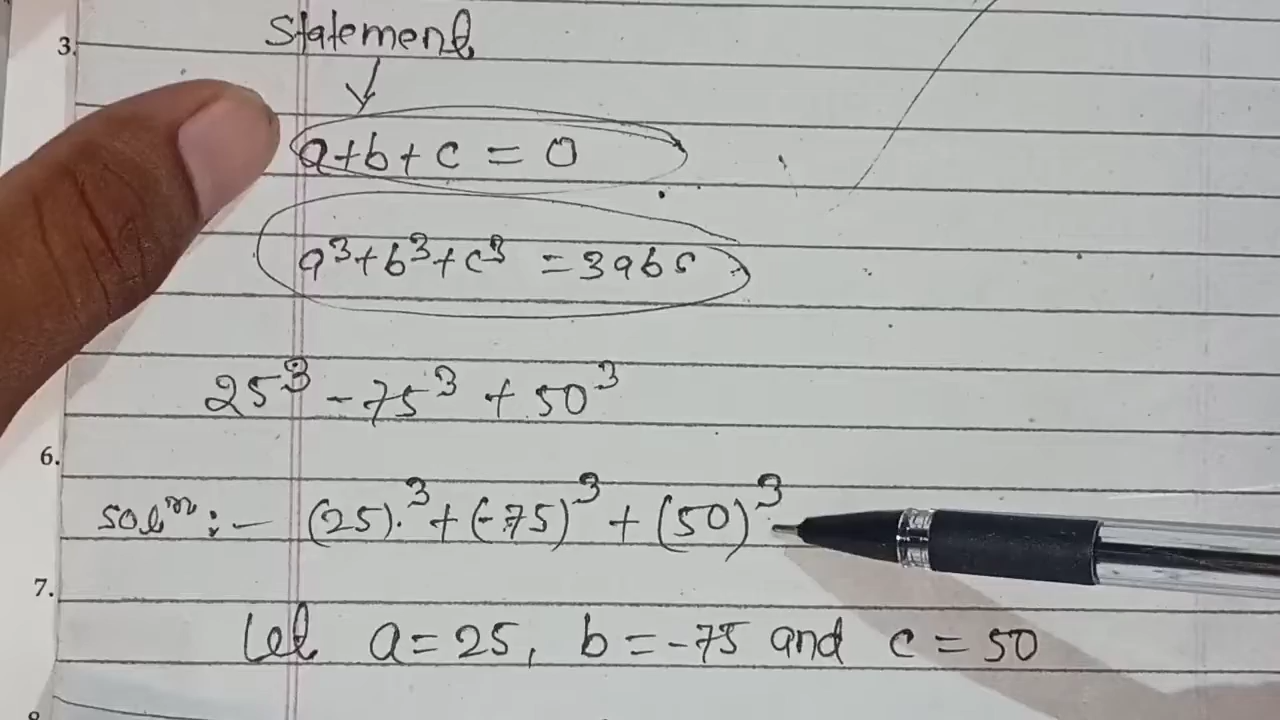 3.
Statement
a+b+c = 0
a³+b³+c³ = 3abc
25³ - 75³ + 50³
6.
solⁿ:- (25).³ + (-75)³ + (50)³
7.
Let a = 25, b = -75 and c = 50
8